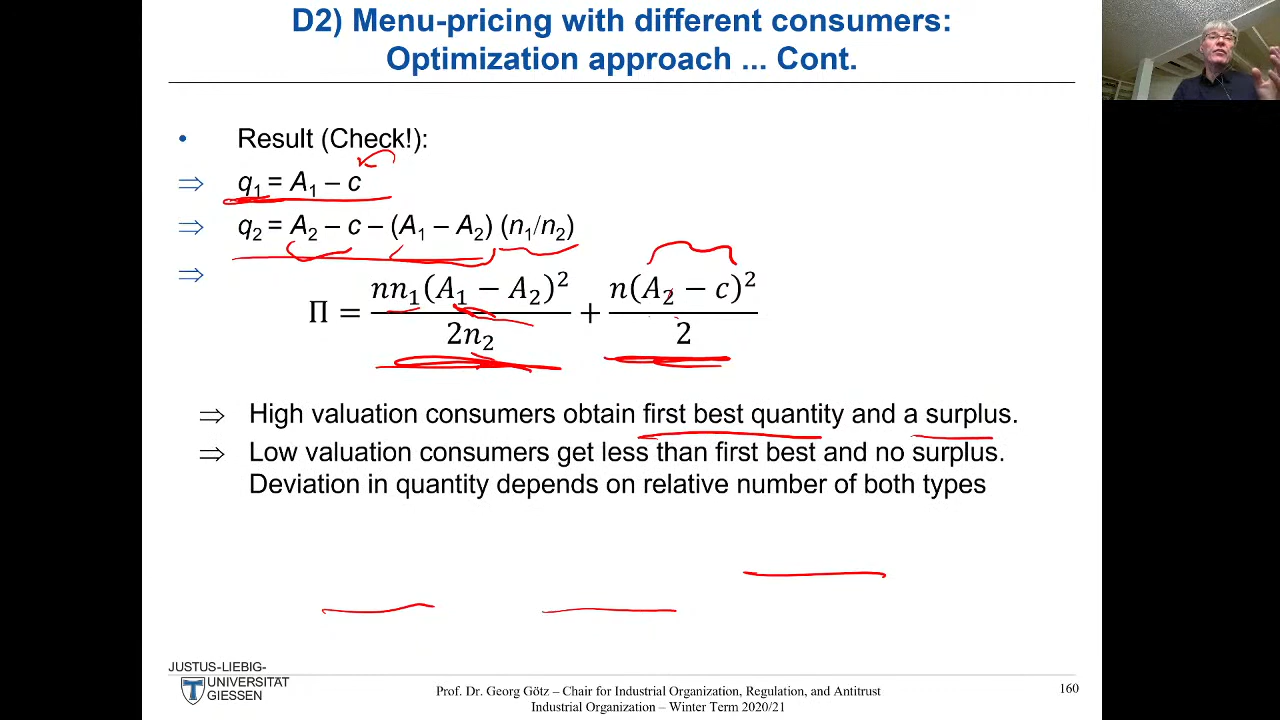 D2) Menu-pricing with different consumers:
Optimization approach ... Cont.
• Result (Check!):
⇒ q₁ = A₁ – c
⇒ q₂ = A₂ – c – (A₁ – A₂) (n₁/n₂)
⇒
Π = nn₁(A₁ − A₂)²/2n₂ + n(A₂ − c)²/2
⇒ High valuation consumers obtain first best quantity and a surplus.
⇒ Low valuation consumers get less than first best and no surplus.
Deviation in quantity depends on relative number of both types
JUSTUS-LIEBIG-
UNIVERSITÄT
GIESSEN
Prof. Dr. Georg Götz – Chair for Industrial Organization, Regulation, and Antitrust
Industrial Organization – Winter Term 2020/21
160